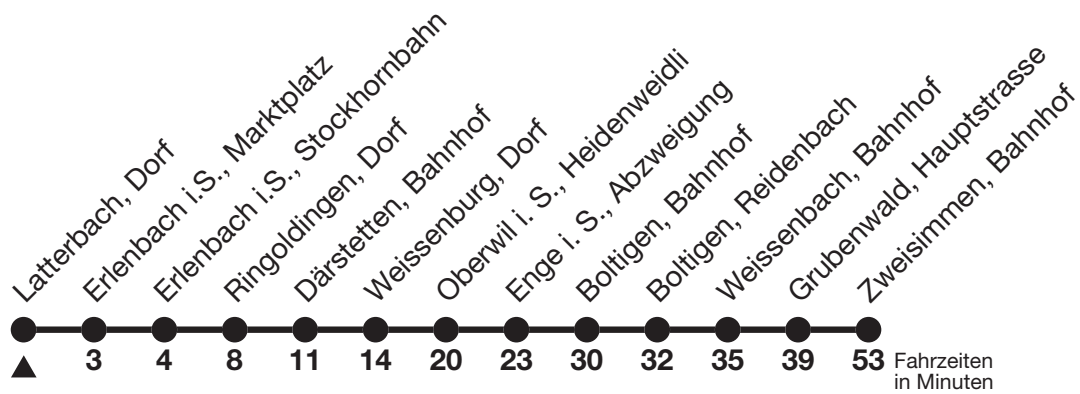 Latterbach, Dorf
Erlenbach i.S., Marktplatz
Erlenbach i.S., Stockhornbahn
Ringoldingen, Dorf
Därstetten, Bahnhof
Weissenburg, Dorf
Oberwil i. S., Heidenweidli
Enge i. S., Abzweigung
Boltigen, Bahnhof
Boltigen, Reidenbach
Weissenbach, Bahnhof
Grubenwald, Hauptstrasse
Zweisimmen, Bahnhof
3 4 8 11 14 20 23 30 32 35 39 53 Fahrzeiten
in Minuten